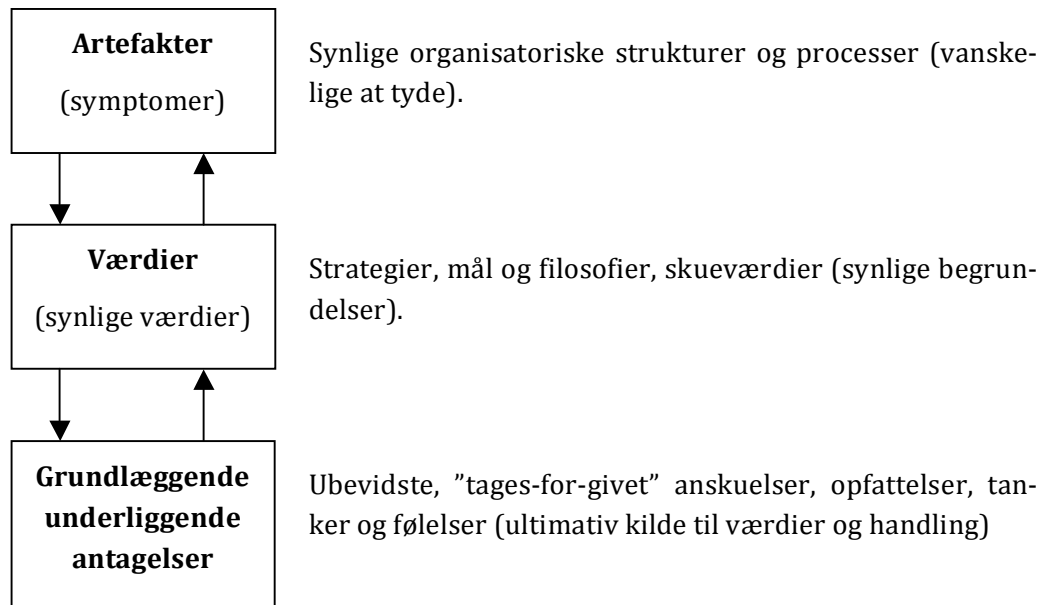 Artefakter
(symptomer)
Synlige organisatoriske strukturer og processer (vanske-
lige at tyde).
Værdier
(synlige værdier)
Strategier, mål og filosofier, skueværdier (synlige begrun-
delser).
Grundlæggende
underliggende
antagelser
Ubevidste, ”tages-for-givet” anskuelser, opfattelser, tan-
ker og følelser (ultimativ kilde til værdier og handling)